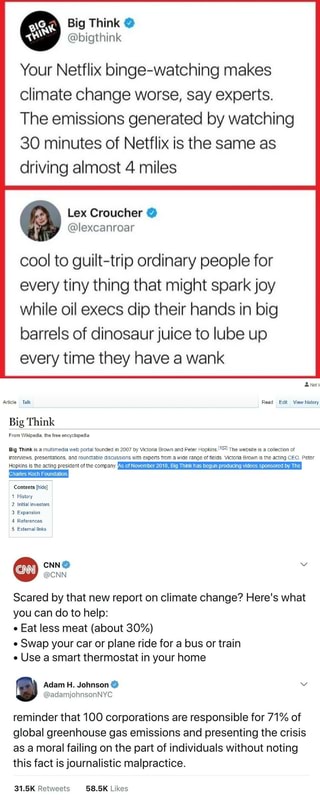 BIG
THINK
Big Think
@bigthink
Your Netflix binge-watching makes
climate change worse, say experts.
The emissions generated by watching
30 minutes of Netflix is the same as
driving almost 4 miles
Lex Croucher
@lexcanroar
cool to guilt-trip ordinary people for
every tiny thing that might spark joy
while oil execs dip their hands in big
barrels of dinosaur juice to lube up
every time they have a wank
Article Talk Read Edit View history
Big Think
From Wikipedia, the free encyclopedia
Big Think is a multimedia web portal founded in 2007 by Victoria Brown and Peter Hopkins. The website is a collection of
interviews, presentations, and roundtable discussions with experts from a wide range of fields. Victoria Brown is the acting CEO. Peter
Hopkins is the acting president of the company. As of November 2018, Big Think has begun producing videos sponsored by The
Charles Koch Foundation.
Contents [hide]
1 History
2 Initial investors
3 Expansion
4 References
5 External links
CNN
CNN
@CNN
Scared by that new report on climate change? Here's what
you can do to help:
• Eat less meat (about 30%)
• Swap your car or plane ride for a bus or train
• Use a smart thermostat in your home
Adam H. Johnson
@adamjohnsonNYC
reminder that 100 corporations are responsible for 71% of
global greenhouse gas emissions and presenting the crisis
as a moral failing on the part of individuals without noting
this fact is journalistic malpractice.
31.5K Retweets 58.5K Likes